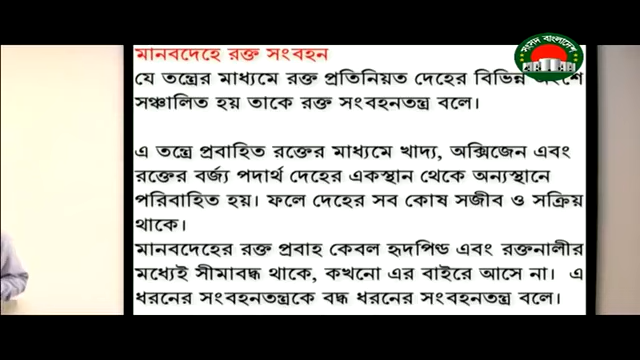 মানবদেহে রক্ত সংবহন
সংসদ বাংলাদেশ
যে তন্ত্রের মাধ্যমে রক্ত প্রতিনিয়ত দেহের বিভিন্ন অংশে
সঞ্চালিত হয় তাকে রক্ত সংবহনতন্ত্র বলে।
এ তন্ত্রে প্রবাহিত রক্তের মাধ্যমে খাদ্য, অক্সিজেন এবং
রক্তের বর্জ্য পদার্থ দেহের একস্থান থেকে অন্যস্থানে
পরিবাহিত হয়। ফলে দেহের সব কোষ সজীব ও সক্রিয়
থাকে।
মানবদেহের রক্ত প্রবাহ কেবল হৃদপিন্ড এবং রক্তনালীর
মধ্যেই সীমাবদ্ধ থাকে, কখনো এর বাইরে আসে না। এ
ধরনের সংবহনতন্ত্রকে বদ্ধ ধরনের সংবহনতন্ত্র বলে।